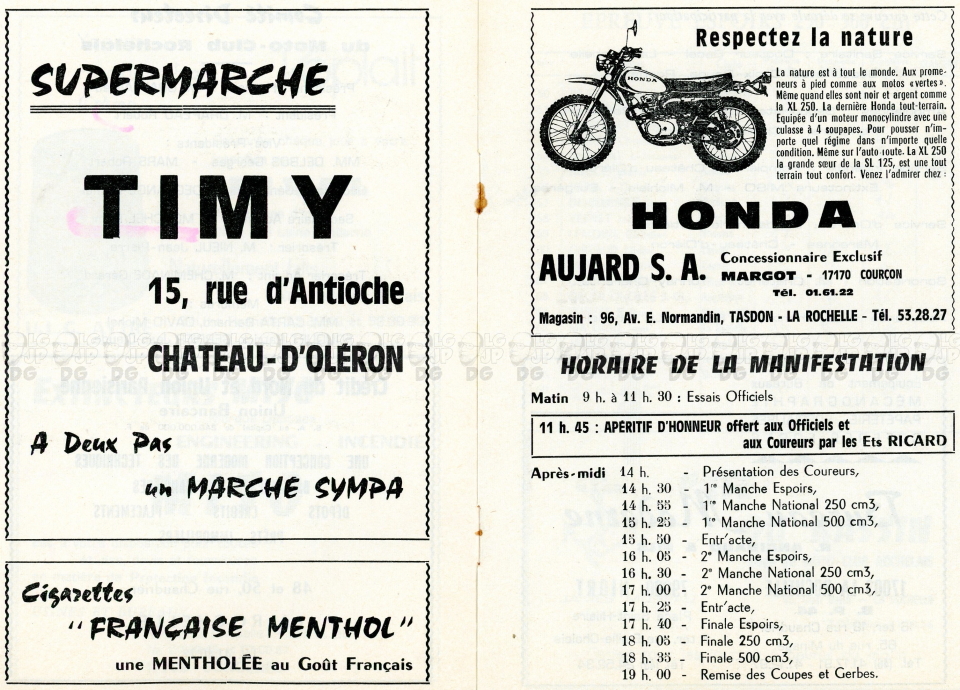 SUPERMARCHE
TIMY
15, rue d'Antioche
CHATEAU-D'OLÉRON
A Deux Pas
un MARCHE SYMPA
Cigarettes
"FRANÇAISE MENTHOL"
une MENTHOLÉE au Goût Français
Respectez la nature
HONDA
La nature est à tout le monde. Aux prome-
neurs à pied comme aux motos «vertes».
Même quand elles sont noir et argent comme
la XL 250. La dernière Honda tout-terrain.
Equipée d'un moteur monocylindre avec une
culasse à 4 soupapes. Pour pousser n'im-
porte quel régime dans n'importe quelle
condition. Même sur l'auto-route. La XL 250
la grande sœur de la SL 125, est une tout
terrain tout confort. Venez l'admirer chez :
HONDA
AUJARD S. A.
Concessionnaire Exclusif
MARGOT - 17170 COURÇON
Tél. 01.61.22
Magasin : 96, Av. E. Normandin, TASDON - LA ROCHELLE - Tél. 53.28.27
HORAIRE DE LA MANIFESTATION
Matin 9 h. à 11 h. 30 : Essais Officiels
11 h. 45 : APÉRITIF D'HONNEUR offert aux Officiels et
aux Coureurs par les Ets RICARD
Après-midi 14 h. - Présentation des Coureurs,
14 h. 30 - 1re Manche Espoirs,
14 h. 55 - 1re Manche National 250 cm3,
15 h. 25 - 1re Manche National 500 cm3,
15 h. 50 - Entr'acte,
16 h. 05 - 2e Manche Espoirs,
16 h. 30 - 2e Manche National 250 cm3,
17 h. 00 - 2e Manche National 500 cm3,
17 h. 25 - Entr'acte,
17 h. 40 - Finale Espoirs,
18 h. 05 - Finale 250 cm3,
18 h. 35 - Finale 500 cm3,
19 h. 00 - Remise des Coupes et Gerbes.